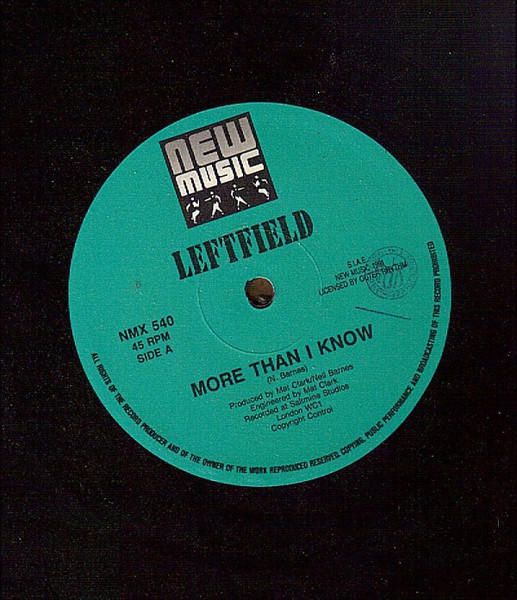 NEW
MUSIC
LEFTFIELD
S.I.A.E.
NEW MUSIC 1991
LICENSED BY OUTER RHYTHM
NMX 540
45 RPM
SIDE A
MORE THAN I KNOW
(N. Barnes)
Produced by Mat Clark/Neil Barnes
Engineered by Mat Clark
Recorded at Saltmine Studios
London WC1
Copyright Control
ALL RIGHTS OF THE RECORD PRODUCER AND OF THE OWNER OF THE WORK REPRODUCED RESERVED. COPYING, PUBLIC PERFORMANCE AND BROADCASTING OF THIS RECORD PROHIBITED